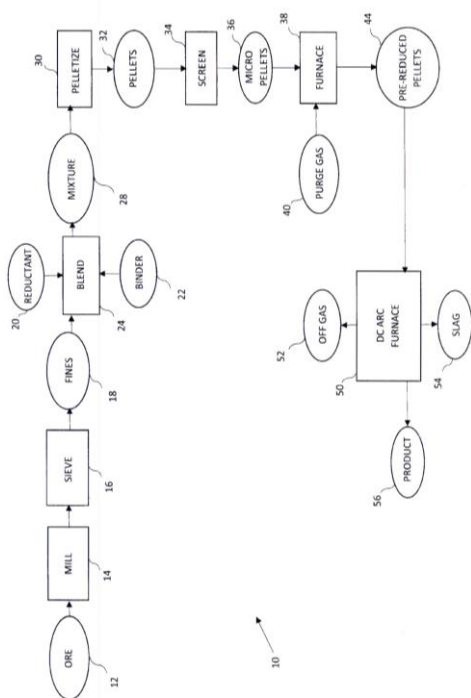 ORE
12
MILL
14
SIEVE
16
FINES
18
REDUCTANT
20
BLEND
24
BINDER
22
MIXTURE
28
PELLETIZE
30
PELLETS
32
SCREEN
34
MICRO
PELLETS
36
FURNACE
38
PURGE GAS
40
PRE-REDUCED
PELLETS
44
DC ARC
FURNACE
50
OFF GAS
52
SLAG
54
PRODUCT
56
10